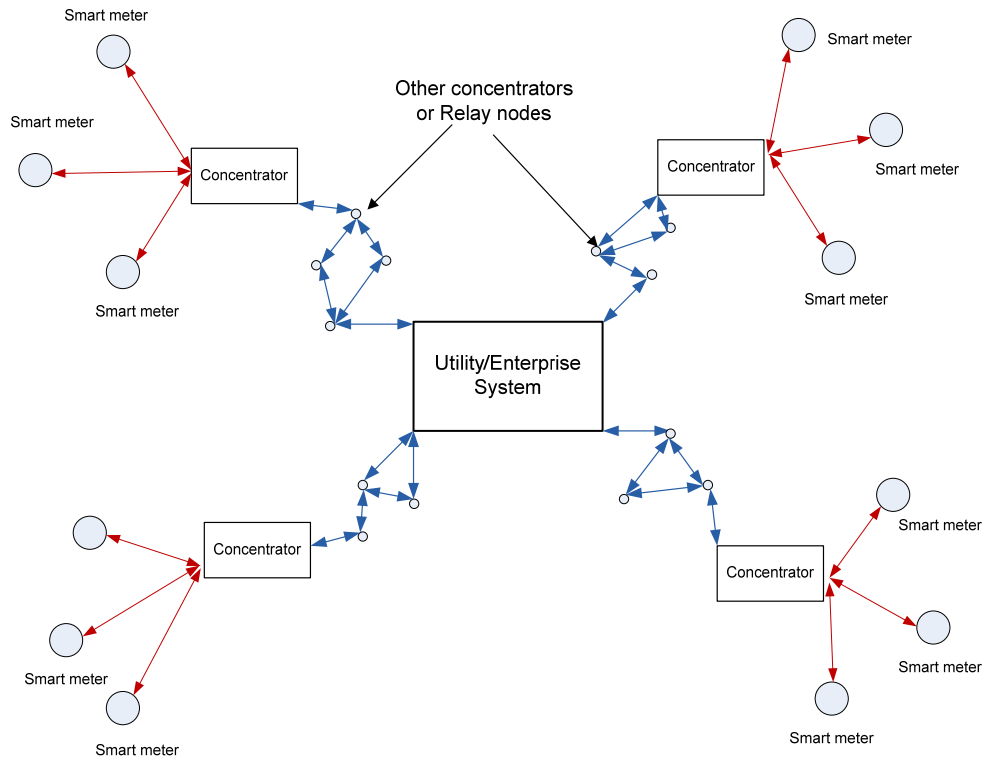 Smart meter
Smart meter
Other concentrators
or Relay nodes
Smart meter
Concentrator
Concentrator
Smart meter
Smart meter
Smart meter
Utility/Enterprise
System
Smart meter
Concentrator
Concentrator
Smart meter
Smart meter
Smart meter
Smart meter
Smart meter